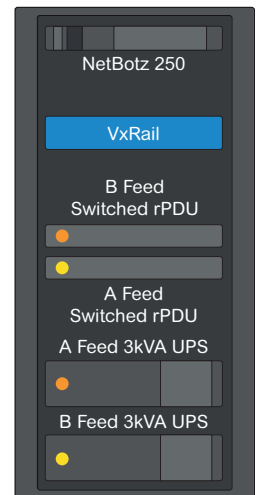 NetBotz 250
VxRail
B Feed
Switched rPDU
A Feed
Switched rPDU
A Feed 3kVA UPS
B Feed 3kVA UPS